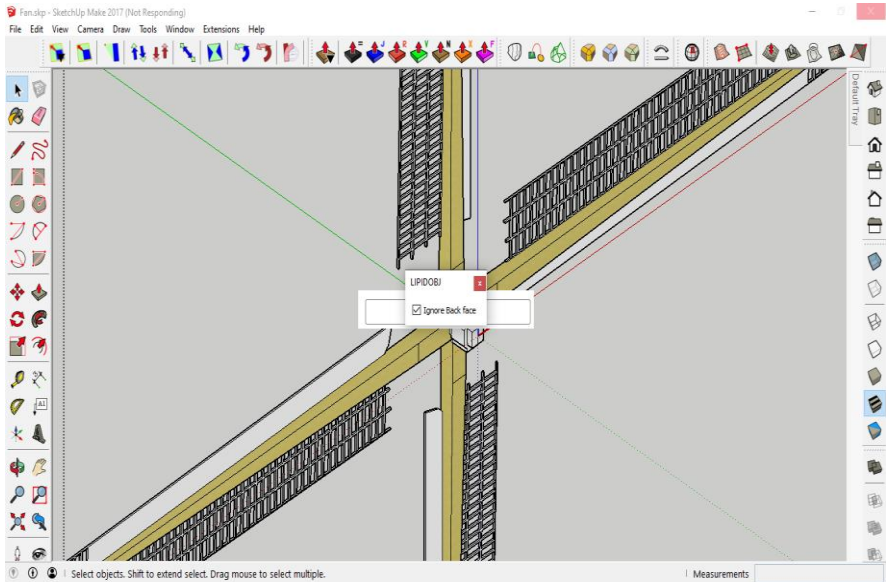 Fan.skp - SketchUp Make 2017 (Not Responding)
File Edit View Camera Draw Tools Window Extensions Help
Default Tray
LIPIDOBJ
Ignore Back face
A1
Select objects. Shift to extend select. Drag mouse to select multiple.
Measurements